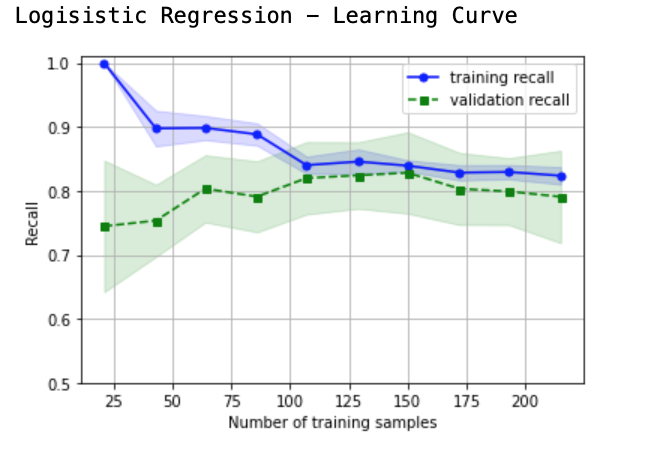 Logisistic Regression – Learning Curve
1.0
training recall
validation recall
0.9
0.8
0.7
0.6
0.5
Recall
25 50 75 100 125 150 175 200
Number of training samples